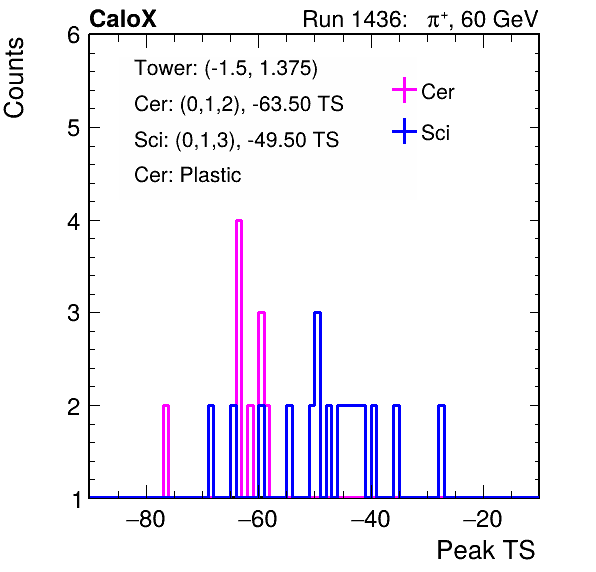 CaloX Run 1436: π⁺, 60 GeV
Counts
6
5
4
3
2
1
Tower: (-1.5, 1.375)
Cer: (0,1,2), -63.50 TS
Sci: (0,1,3), -49.50 TS
Cer: Plastic
Cer
Sci
−80 −60 −40 −20
Peak TS